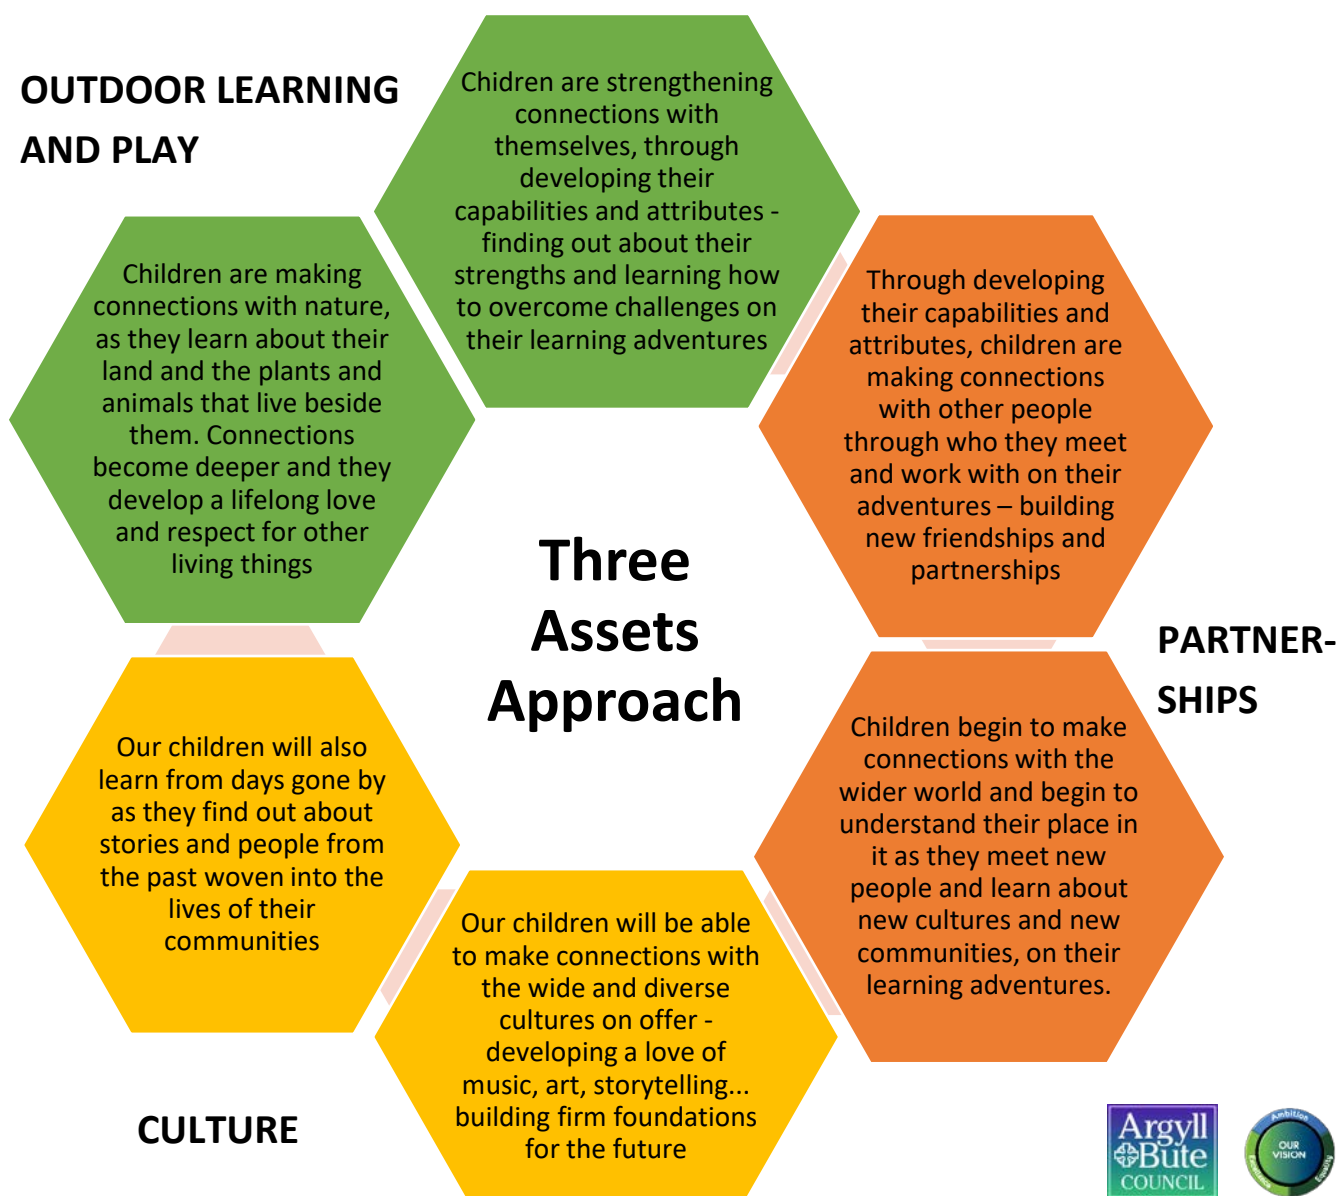 OUTDOOR LEARNING
AND PLAY
Chidren are strengthening
connections with
themselves, through
developing their
capabilities and attributes -
finding out about their
strengths and learning how
to overcome challenges on
their learning adventures
Through developing
their capabilities and
attributes, children are
making connections
with other people
through who they meet
and work with on their
adventures – building
new friendships and
partnerships
Children are making
connections with nature,
as they learn about their
land and the plants and
animals that live beside
them. Connections
become deeper and they
develop a lifelong love
and respect for other
living things
Three
Assets
Approach
PARTNER-
SHIPS
Children begin to make
connections with the
wider world and begin to
understand their place in
it as they meet new
people and learn about
new cultures and new
communities, on their
learning adventures.
Our children will also
learn from days gone by
as they find out about
stories and people from
the past woven into the
lives of their
communities
Our children will be able
to make connections with
the wide and diverse
cultures on offer -
developing a love of
music, art, storytelling...
building firm foundations
for the future
CULTURE
Argyll
Bute
COUNCIL
Ambition
OUR
VISION
Excellence
Equality